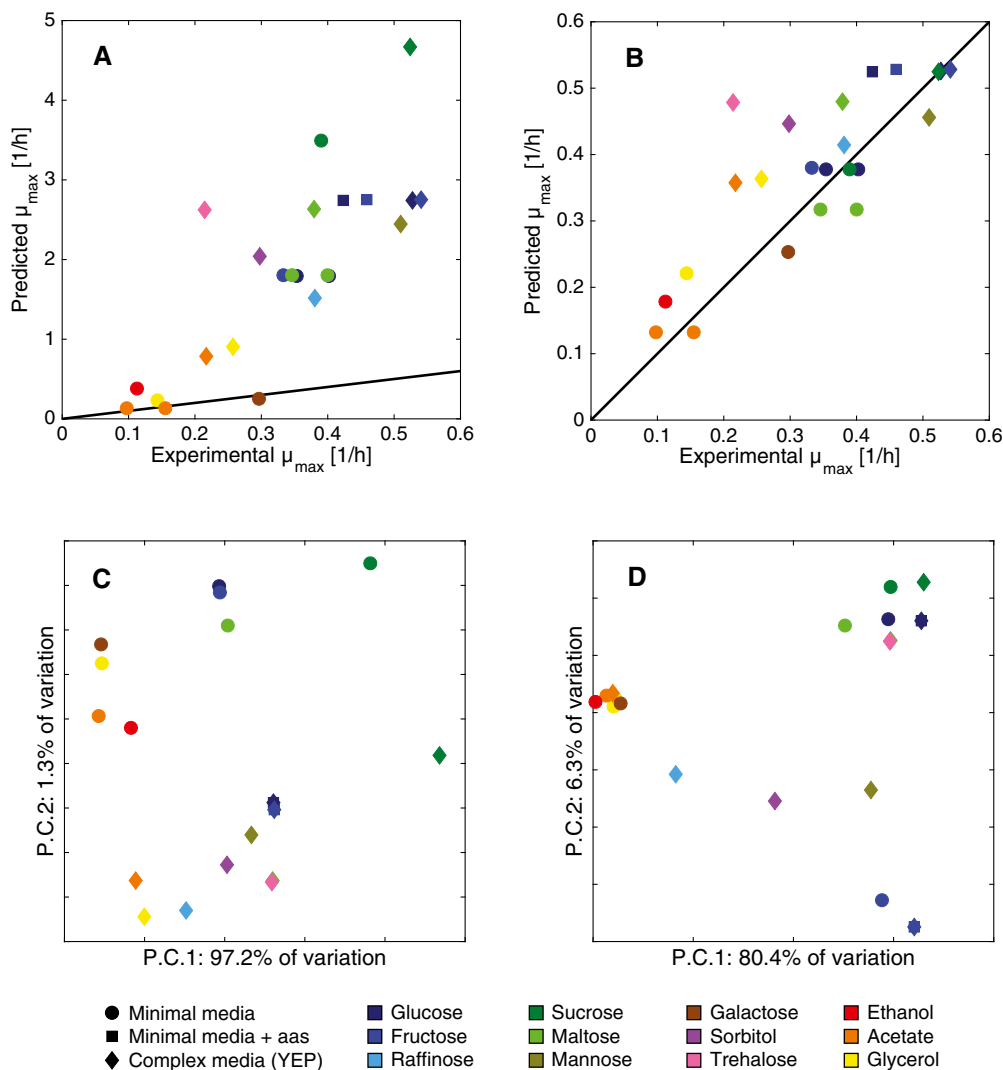 A
B
5
4
3
2
1
0
Predicted μmax [1/h]
0 0.1 0.2 0.3 0.4 0.5 0.6
Experimental μmax [1/h]
0.6
0.5
0.4
0.3
0.2
0.1
0
Predicted μmax [1/h]
0 0.1 0.2 0.3 0.4 0.5 0.6
Experimental μmax [1/h]
C
P.C.2: 1.3% of variation
P.C.1: 97.2% of variation
D
P.C.2: 6.3% of variation
P.C.1: 80.4% of variation
Minimal media
Minimal media + aas
Complex media (YEP)
Glucose
Fructose
Raffinose
Sucrose
Maltose
Mannose
Galactose
Sorbitol
Trehalose
Ethanol
Acetate
Glycerol